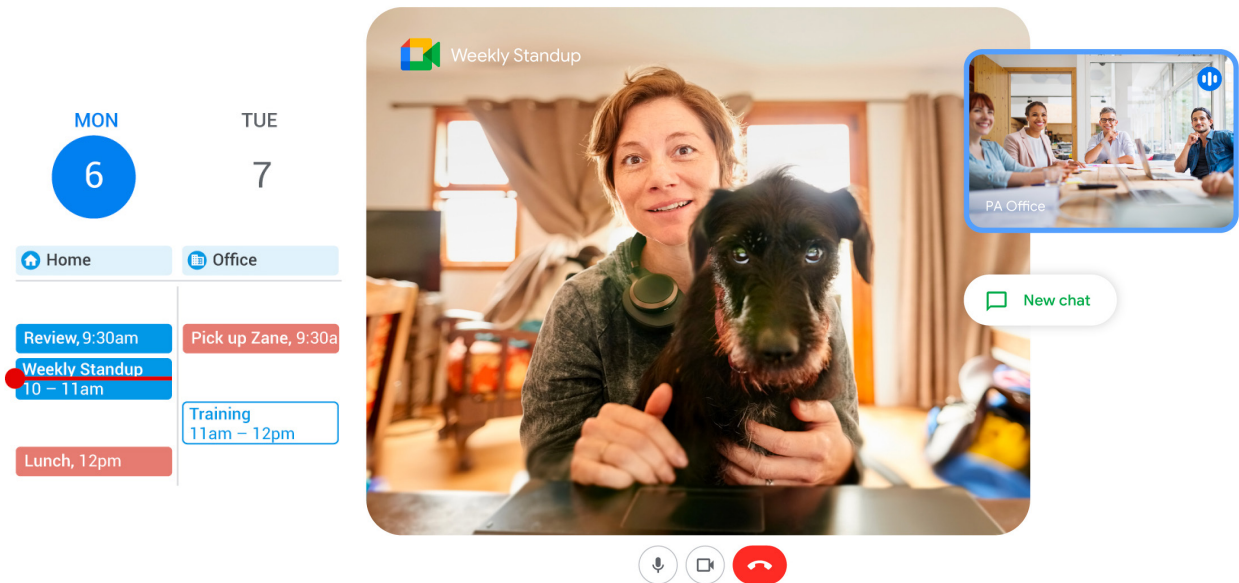 MON
TUE
6
7
Home
Office
Review, 9:30am
Pick up Zane, 9:30a
Weekly Standup
10 – 11am
Training
11am – 12pm
Lunch, 12pm
Weekly Standup
PA Office
New chat